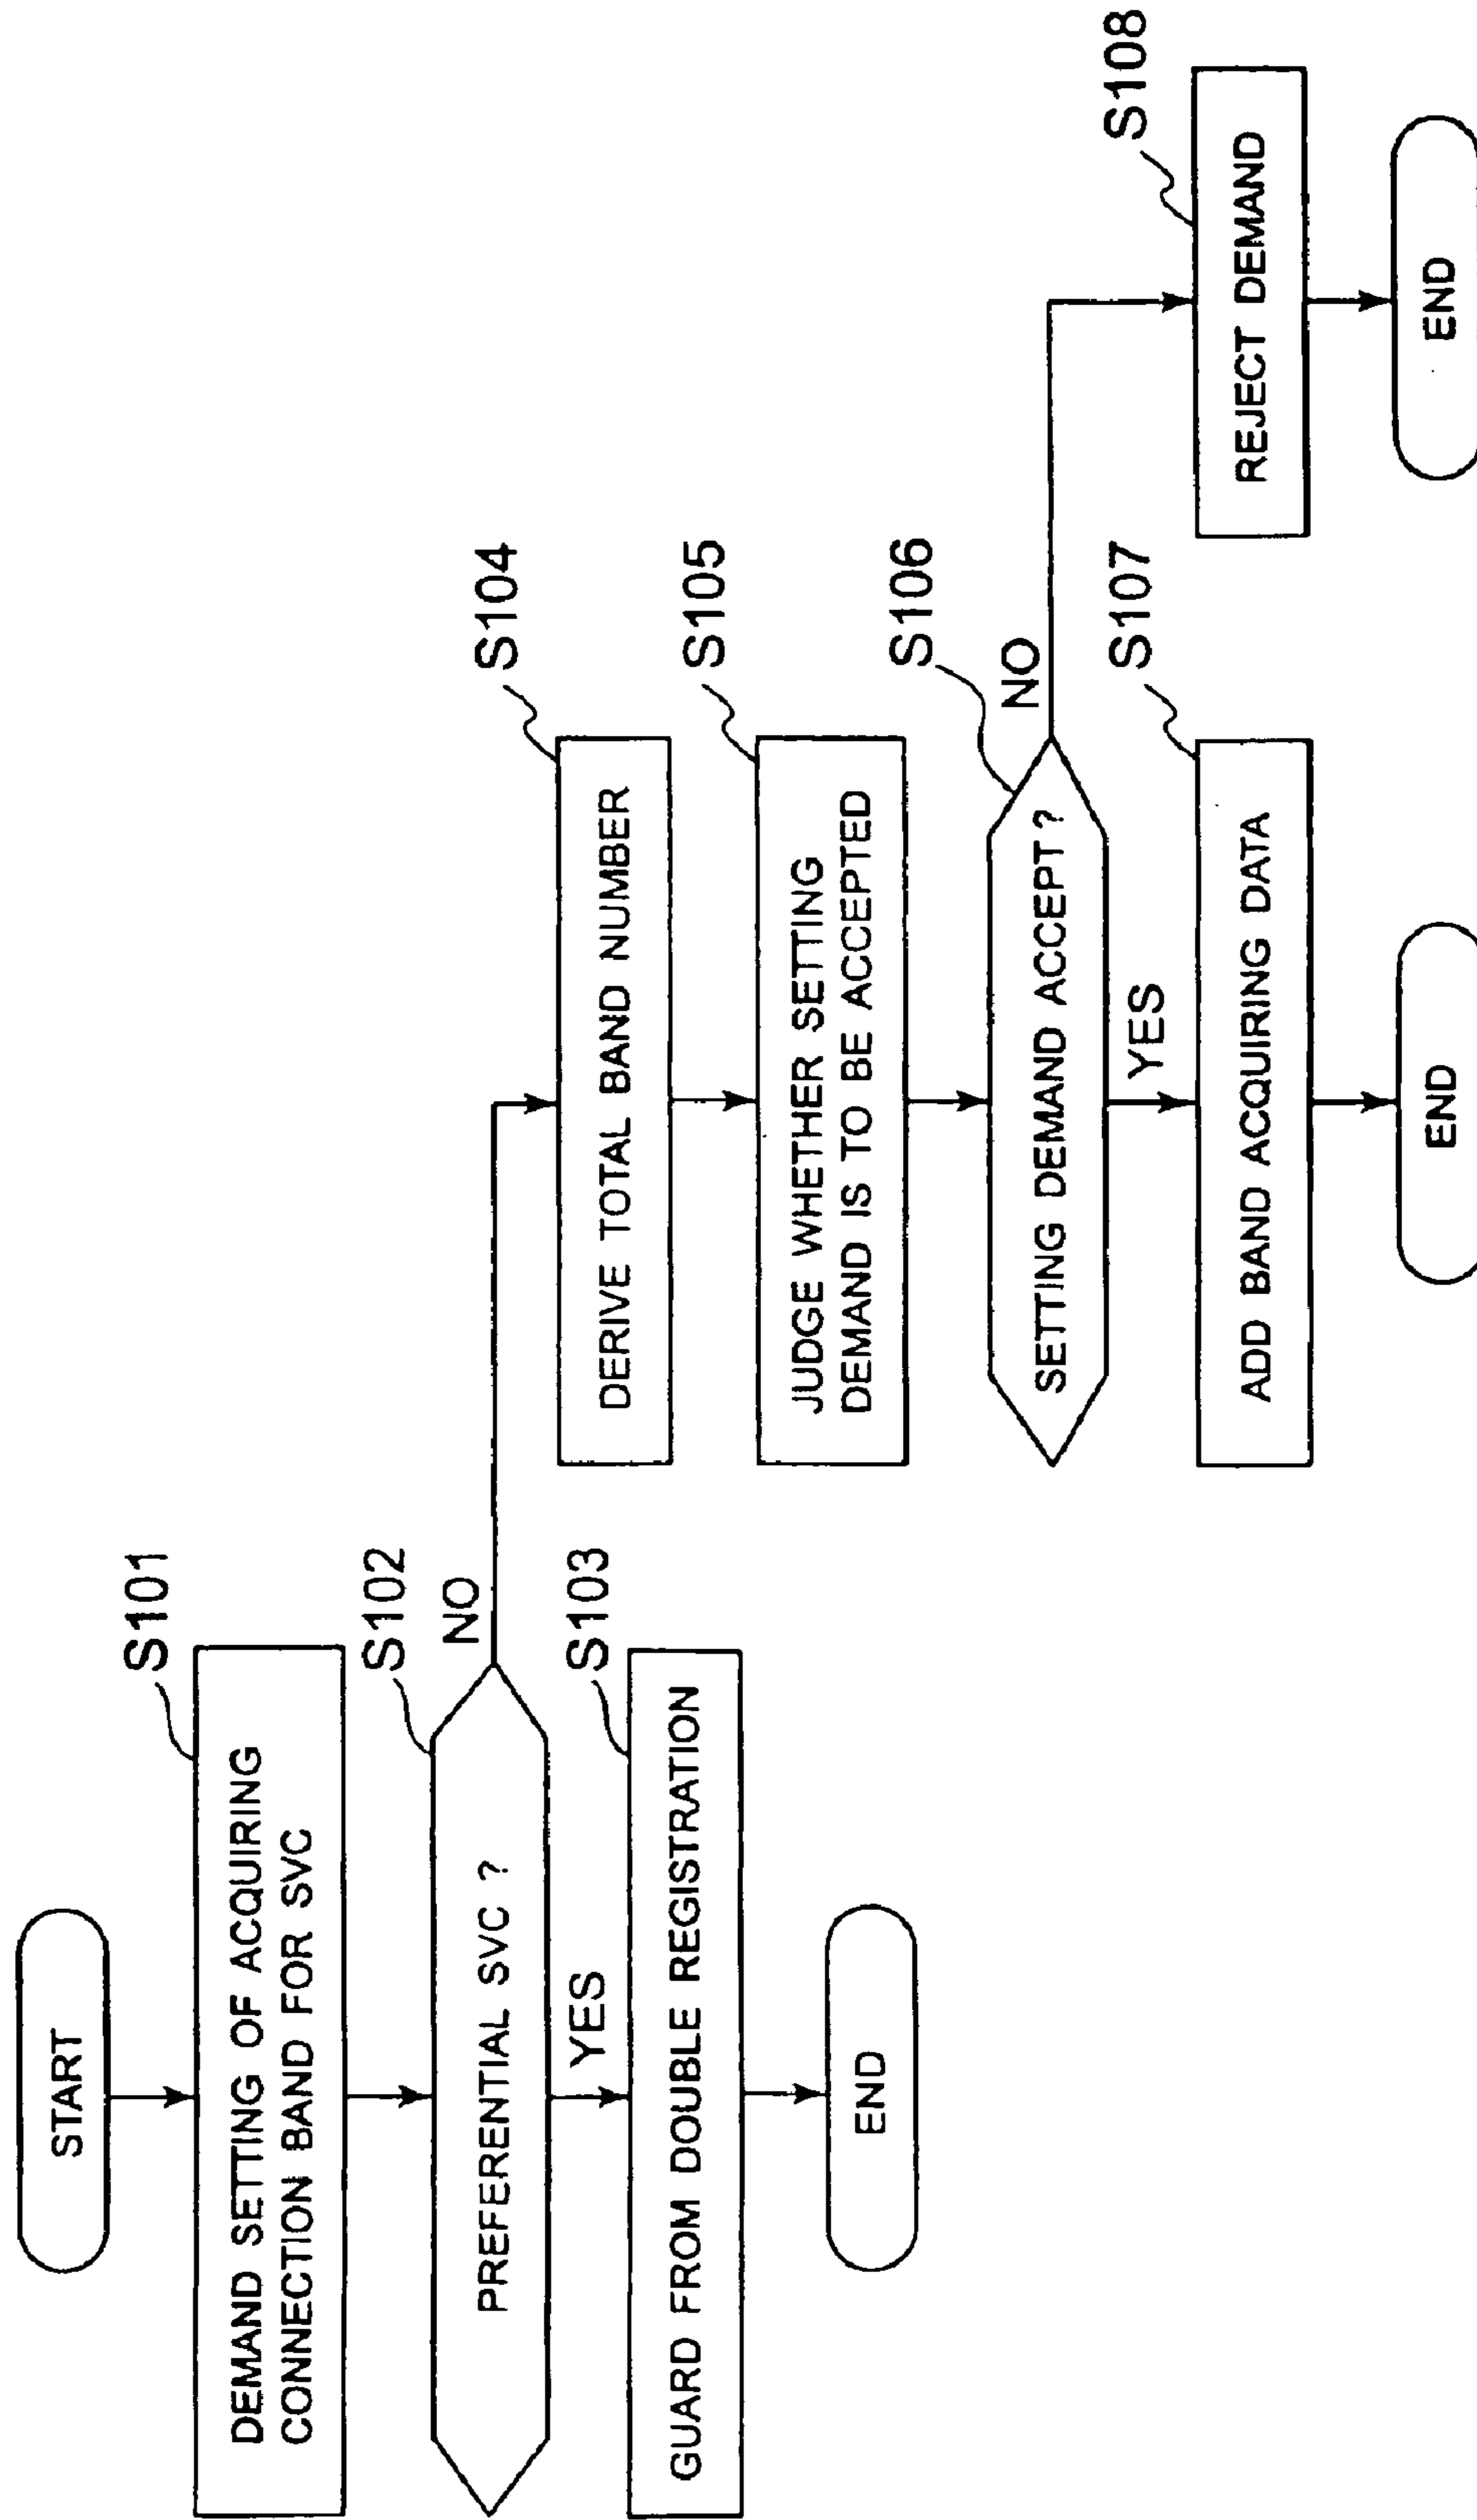 START
S101
DEMAND SETTING OF ACQUIRING
CONNECTION BAND FOR SVC
S102
PREFERENTIAL SVC ?
NO
YES
S103
GUARD FROM DOUBLE REGISTRATION
END
S104
DERIVE TOTAL BAND NUMBER
S105
JUDGE WHETHER SETTING
DEMAND IS TO BE ACCEPTED
S106
SETTING DEMAND ACCEPT ?
NO
YES
S107
ADD BAND ACQUIRING DATA
END
S108
REJECT DEMAND
END